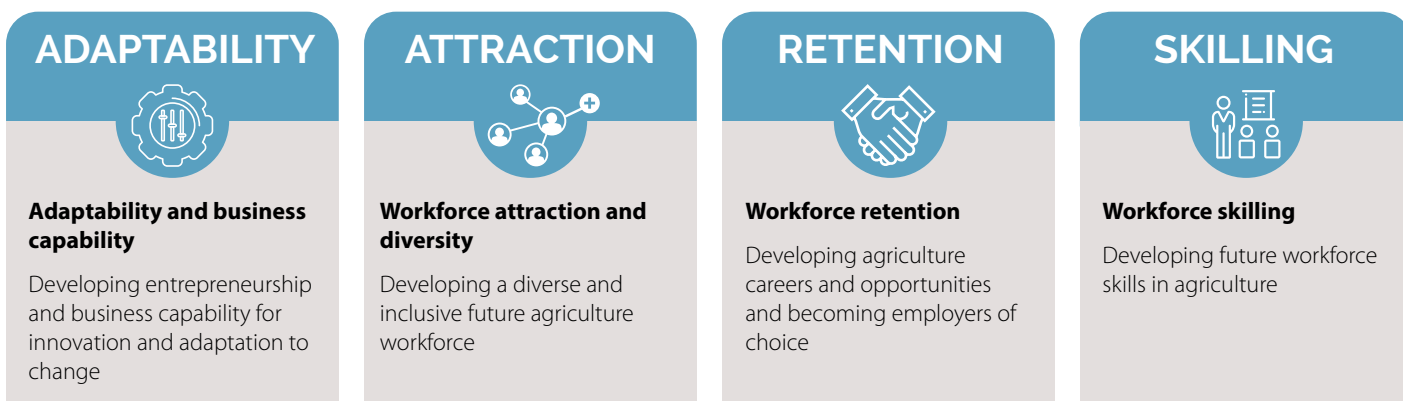 ADAPTABILITY
Adaptability and business
capability
Developing entrepreneurship
and business capability for
innovation and adaptation to
change
ATTRACTION
Workforce attraction and
diversity
Developing a diverse and
inclusive future agriculture
workforce
RETENTION
Workforce retention
Developing agriculture
careers and opportunities
and becoming employers of
choice
SKILLING
Workforce skilling
Developing future workforce
skills in agriculture